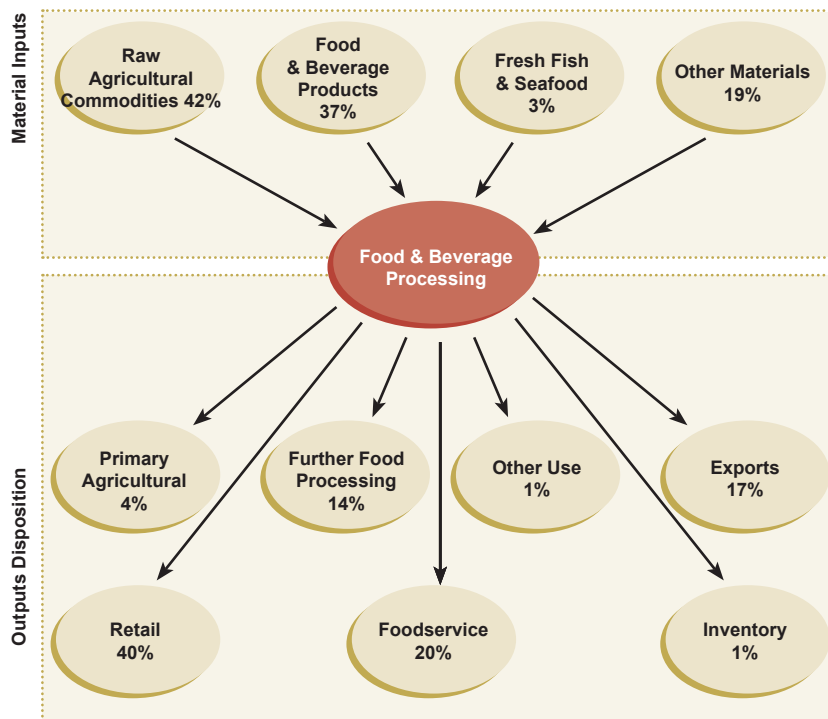 Material Inputs
Raw
Agricultural
Commodities 42%
Food
& Beverage
Products
37%
Fresh Fish
& Seafood
3%
Other Materials
19%
Food & Beverage
Processing
Outputs Disposition
Primary
Agricultural
4%
Further Food
Processing
14%
Other Use
1%
Exports
17%
Retail
40%
Foodservice
20%
Inventory
1%